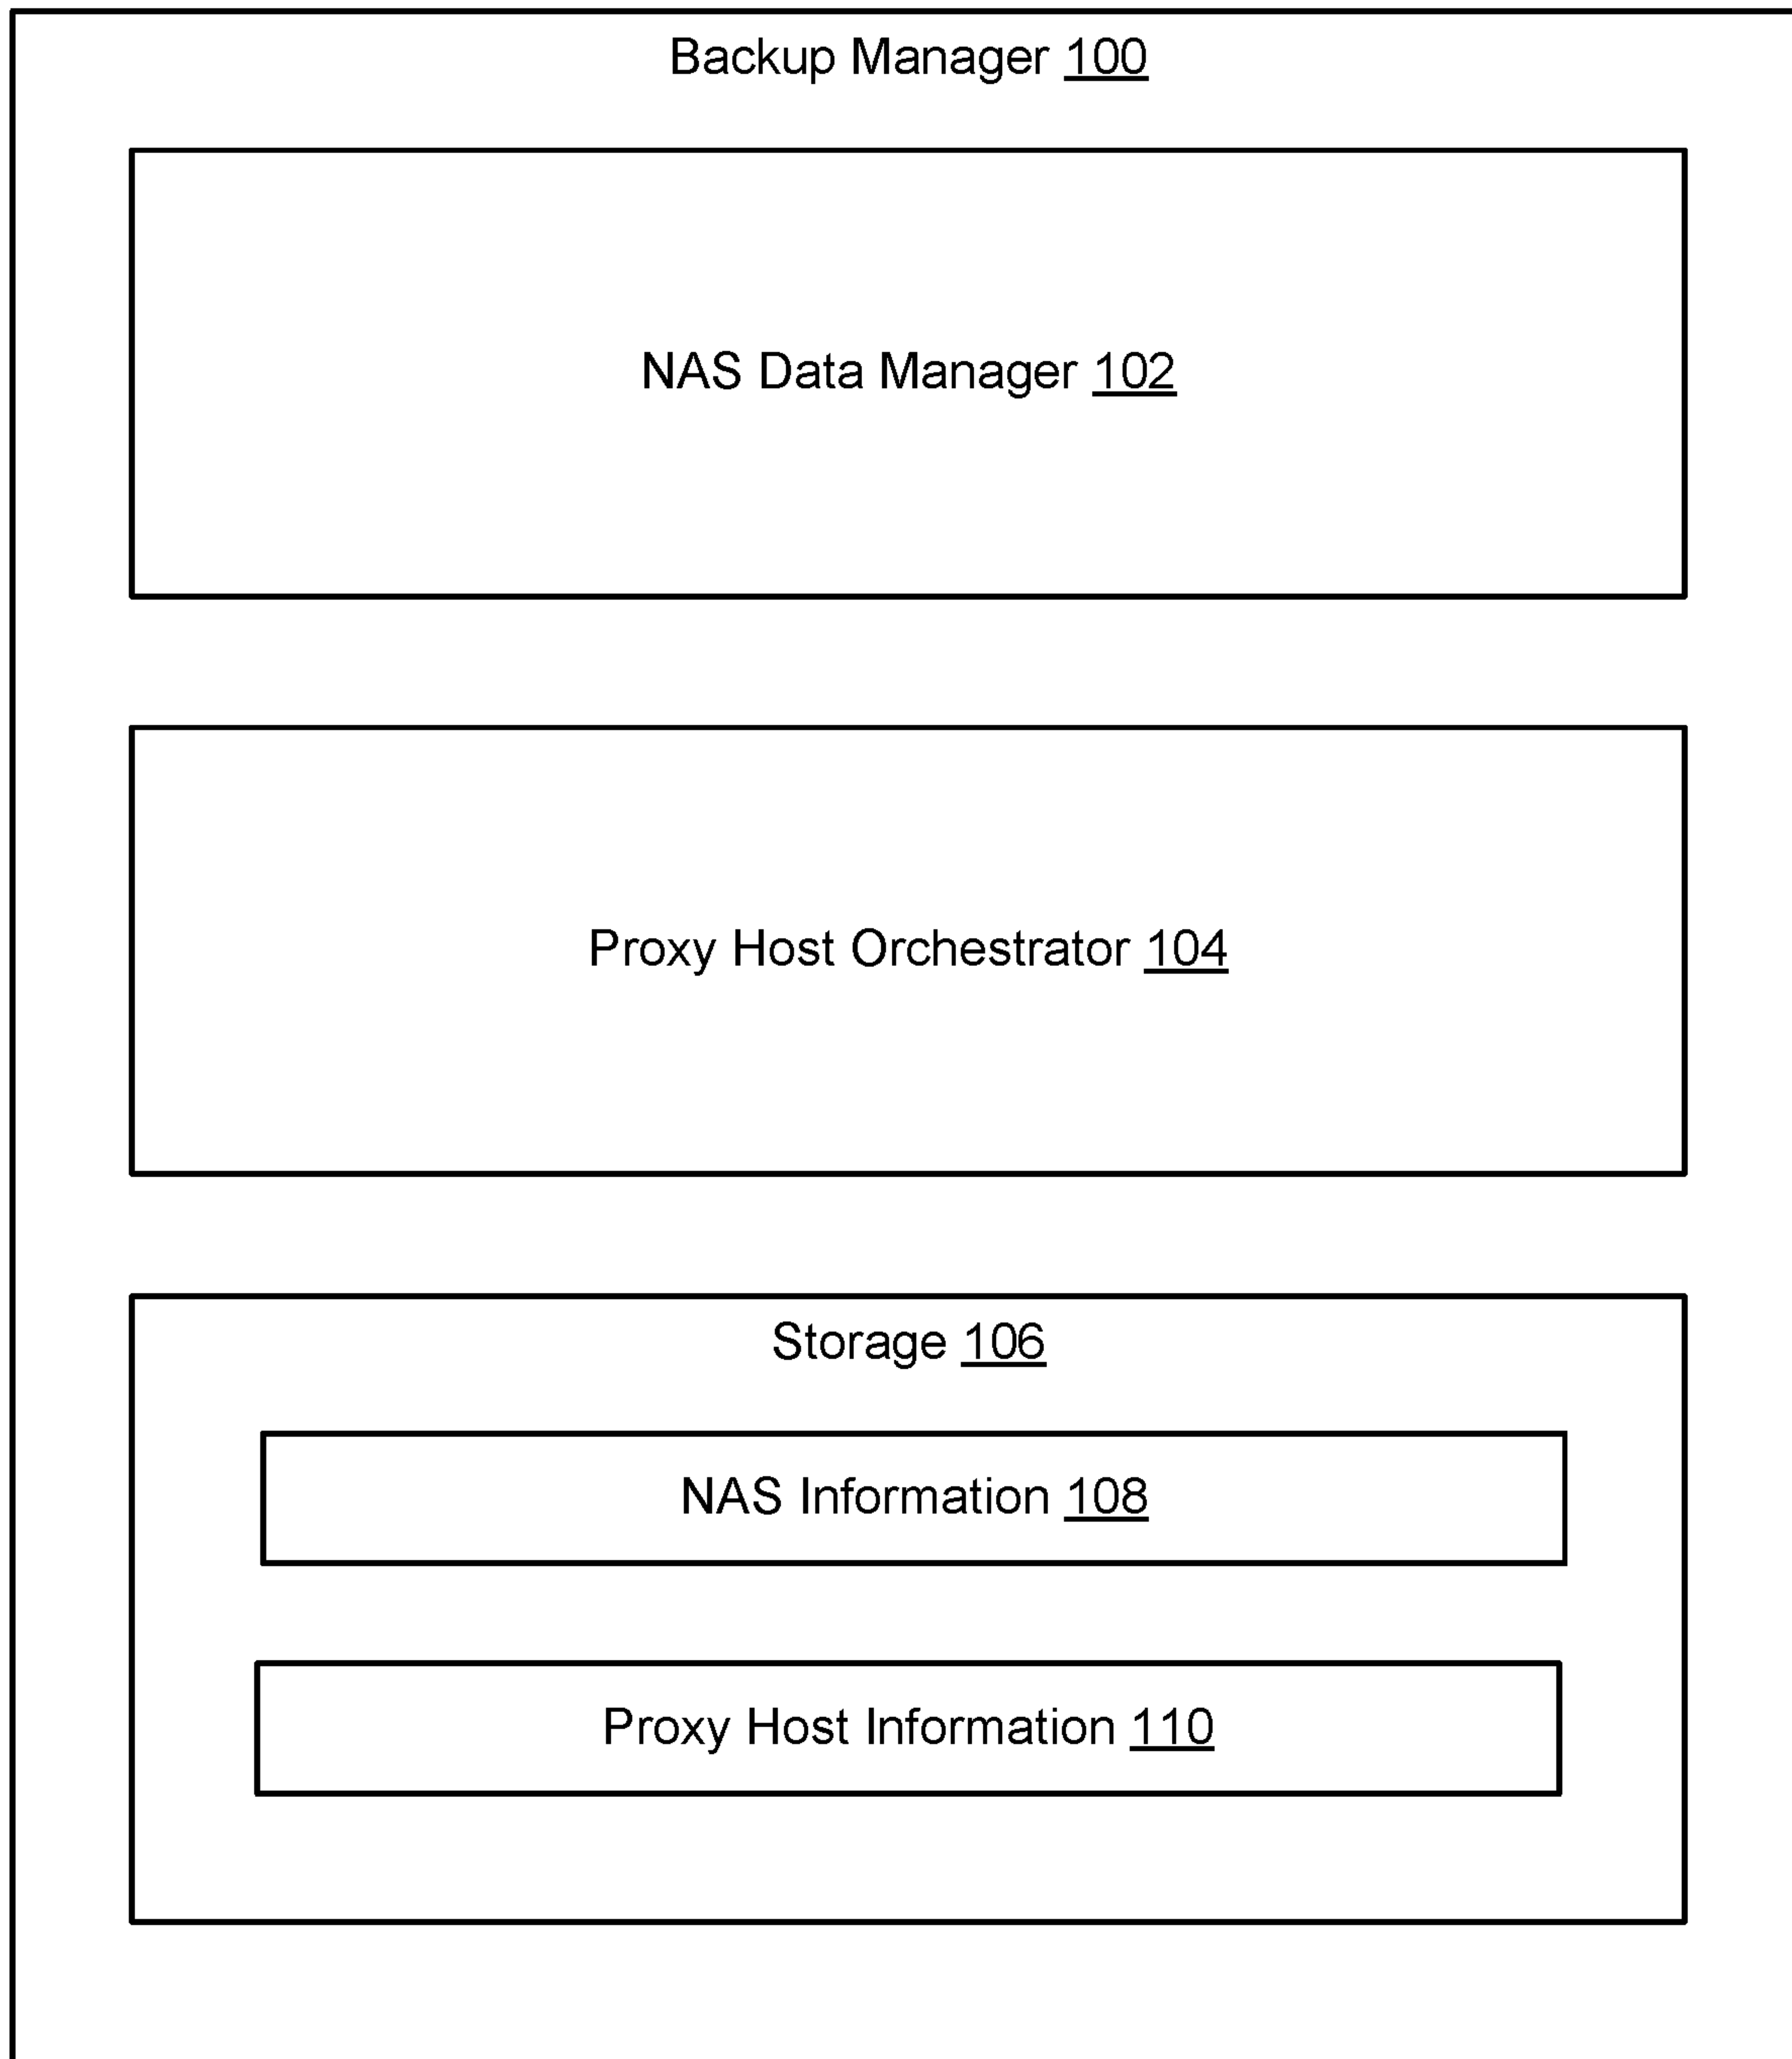 Backup Manager 100
NAS Data Manager 102
Proxy Host Orchestrator 104
Storage 106
NAS Information 108
Proxy Host Information 110